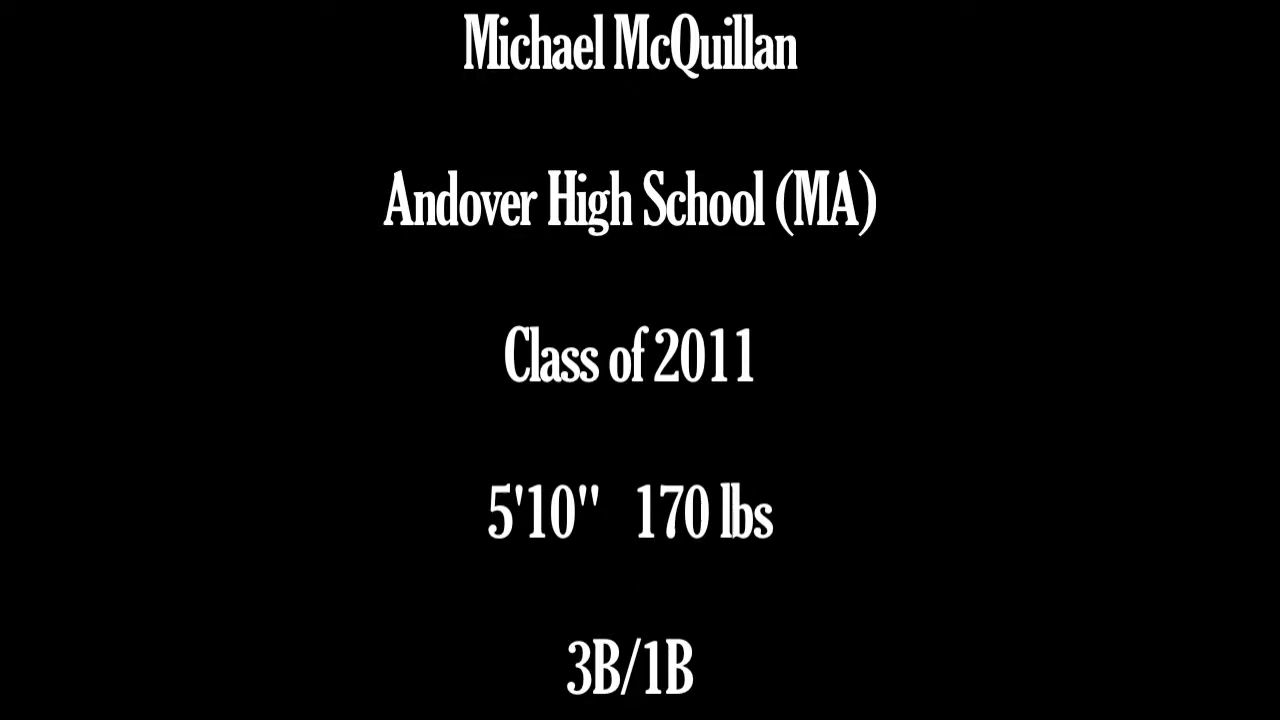 Michael McQuillan
Andover High School (MA)
Class of 2011
5'10" 170 lbs
3B/1B